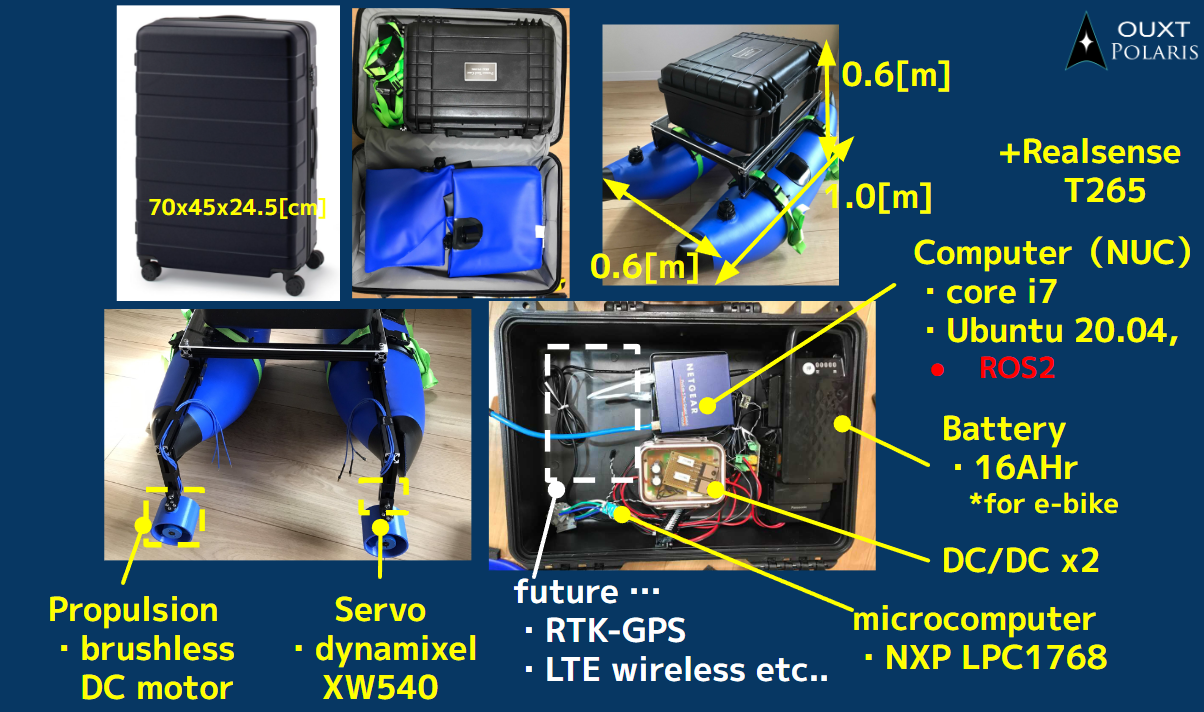 OUXT
POLARIS
70x45x24.5[cm]
0.6[m]
1.0[m]
0.6[m]
+Realsense
T265
Computer（NUC）
・core i7
・Ubuntu 20.04,
● ROS2
NETGEAR
Battery
・16AHr
*for e-bike
DC/DC x2
microcomputer
・NXP LPC1768
future …
・RTK-GPS
・LTE wireless etc..
Propulsion
・brushless
DC motor
Servo
・dynamixel
XW540